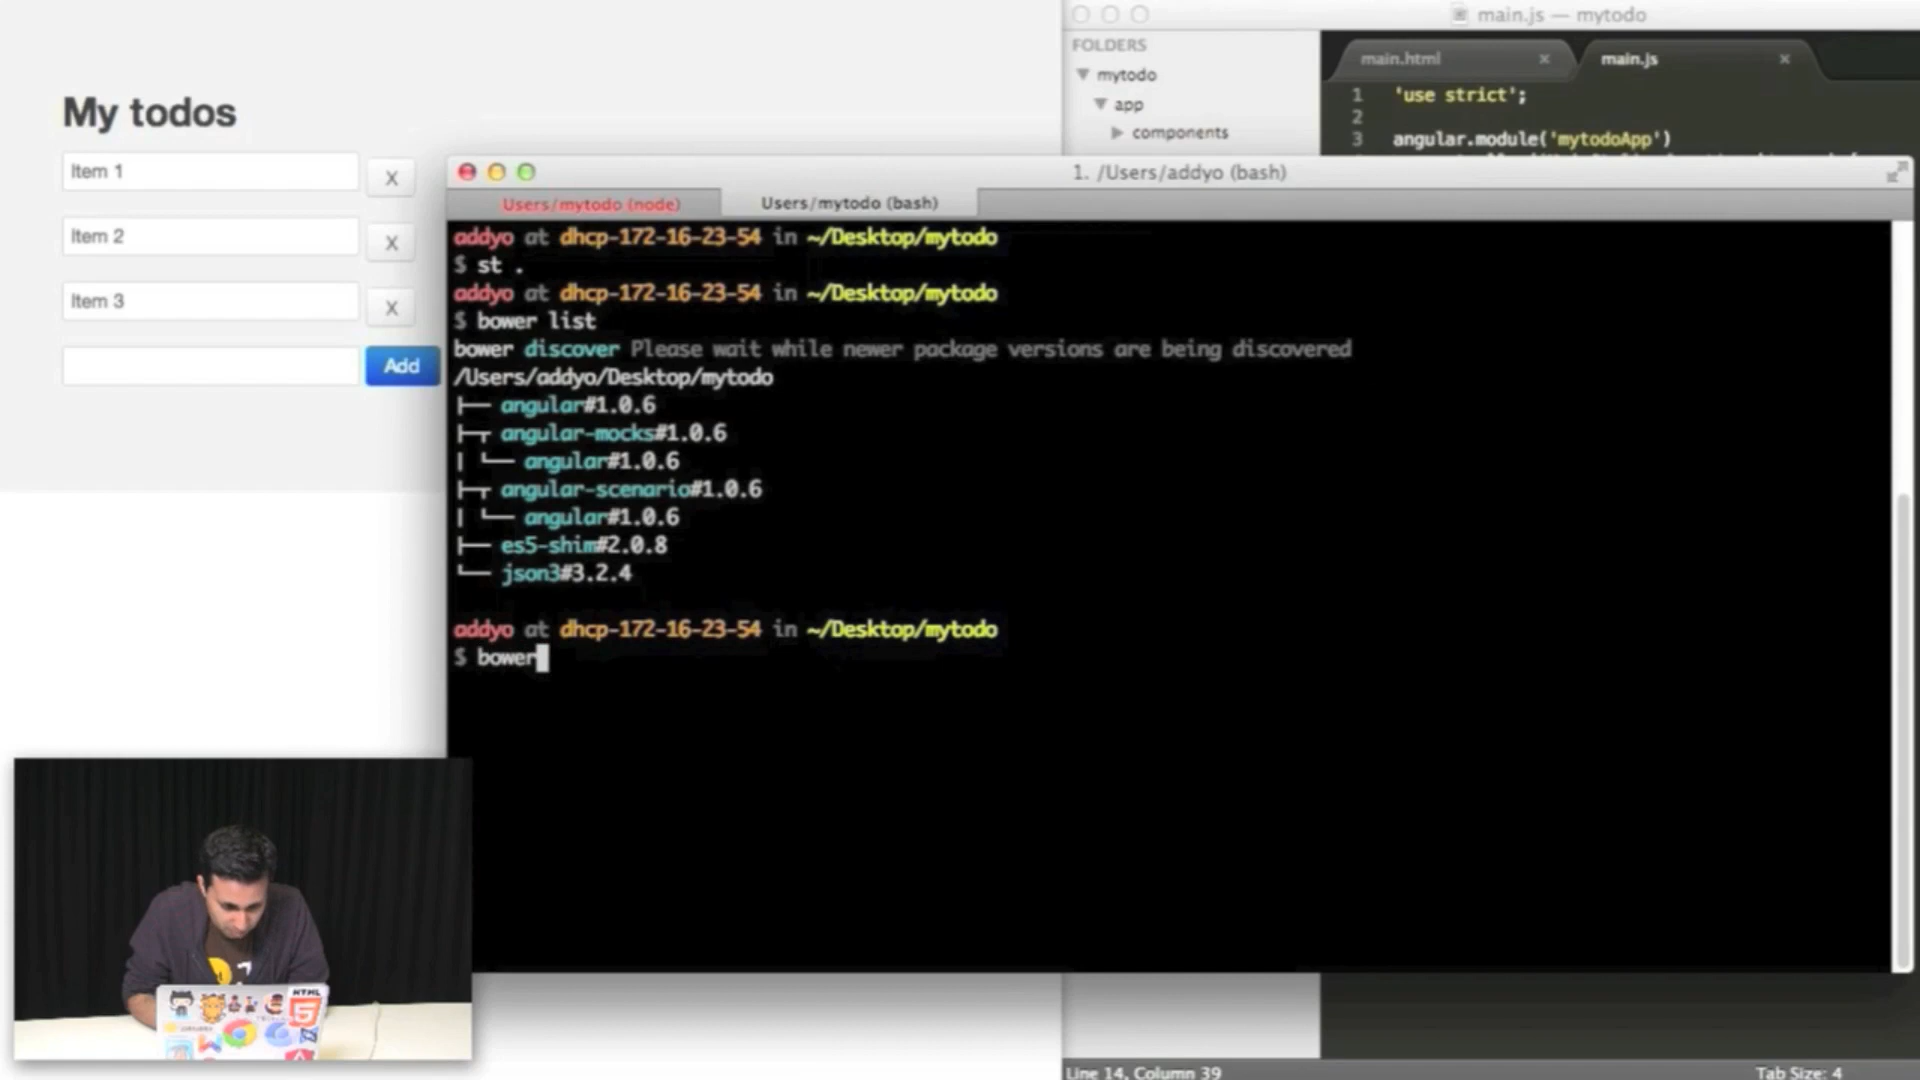 My todos
Item 1
X
Item 2
X
Item 3
X
Add
main.js — mytodo
FOLDERS
mytodo
app
components
main.html
main.js
1 'use strict';
2
3 angular.module('mytodoApp')
1. /Users/addyo (bash)
Users/mytodo (node)
Users/mytodo (bash)
addyo at dhcp-172-16-23-54 in ~/Desktop/mytodo
$ st .
addyo at dhcp-172-16-23-54 in ~/Desktop/mytodo
$ bower list
bower discover Please wait while newer package versions are being discovered
/Users/addyo/Desktop/mytodo
├── angular#1.0.6
├─┬ angular-mocks#1.0.6
│ └── angular#1.0.6
├─┬ angular-scenario#1.0.6
│ └── angular#1.0.6
├── es5-shim#2.0.8
└── json3#3.2.4
addyo at dhcp-172-16-23-54 in ~/Desktop/mytodo
$ bower
HTML
5
Line 14, Column 39
Tab Size: 4